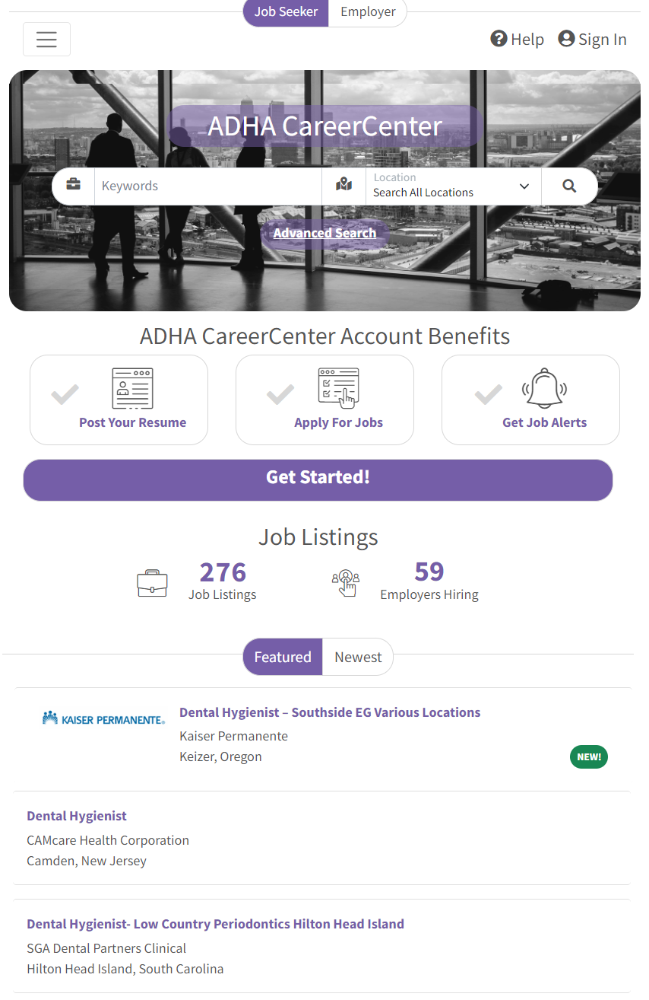 Job Seeker Employer
Help Sign In
ADHA CareerCenter
Keywords
Location
Search All Locations
Advanced Search
ADHA CareerCenter Account Benefits
Post Your Resume
Apply For Jobs
Get Job Alerts
Get Started!
Job Listings
276
Job Listings
59
Employers Hiring
Featured Newest
KAISER PERMANENTE®
Dental Hygienist – Southside EG Various Locations
Kaiser Permanente
Keizer, Oregon
NEW!
Dental Hygienist
CAMcare Health Corporation
Camden, New Jersey
Dental Hygienist- Low Country Periodontics Hilton Head Island
SGA Dental Partners Clinical
Hilton Head Island, South Carolina